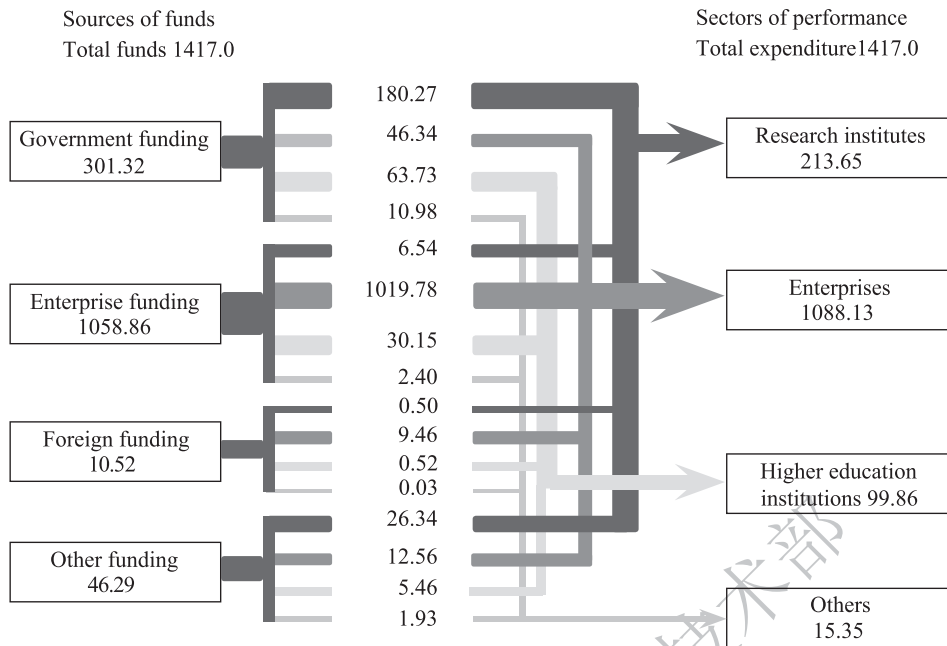 Sources of funds
Total funds 1417.0
Sectors of performance
Total expenditure1417.0
Government funding
301.32
Enterprise funding
1058.86
Foreign funding
10.52
Other funding
46.29
180.27
46.34
63.73
10.98
6.54
1019.78
30.15
2.40
0.50
9.46
0.52
0.03
26.34
12.56
5.46
1.93
Research institutes
213.65
Enterprises
1088.13
Higher education
institutions 99.86
Others
15.35
技术部